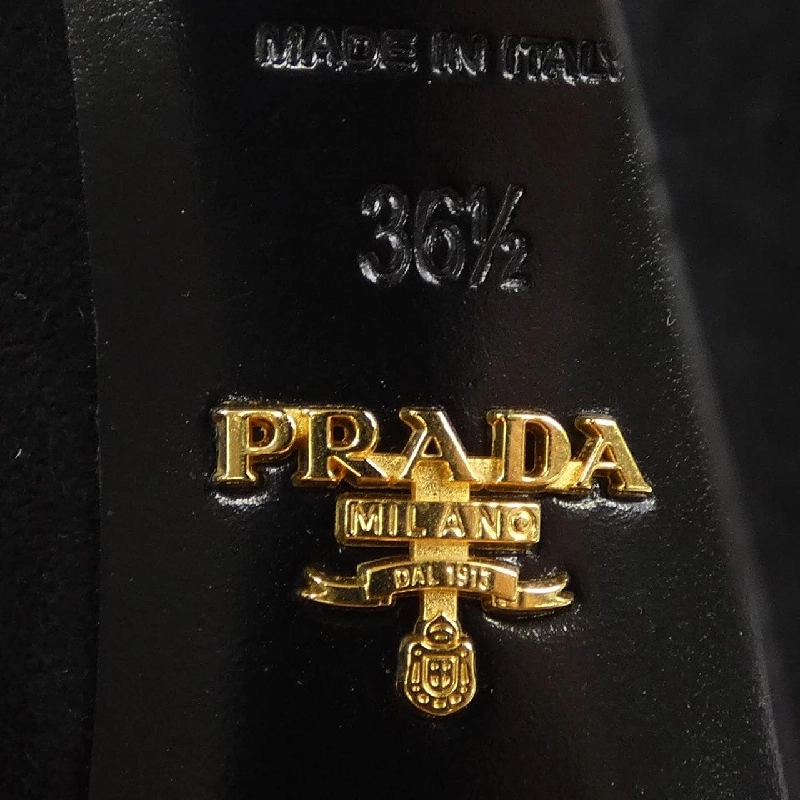 MADE IN ITALY
36½
PRADA
MILANO
DAL 1913